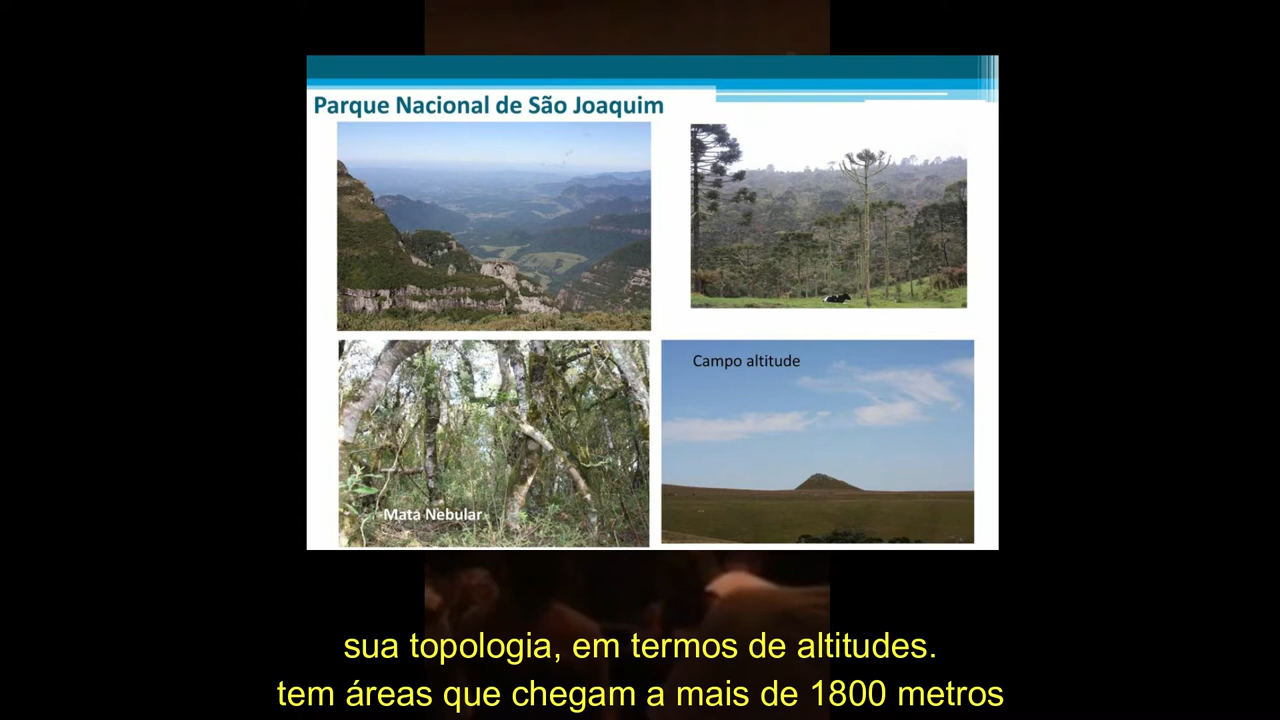 Parque Nacional de São Joaquim
Campo altitude
Mata Nebular
sua topologia, em termos de altitudes.
tem áreas que chegam a mais de 1800 metros